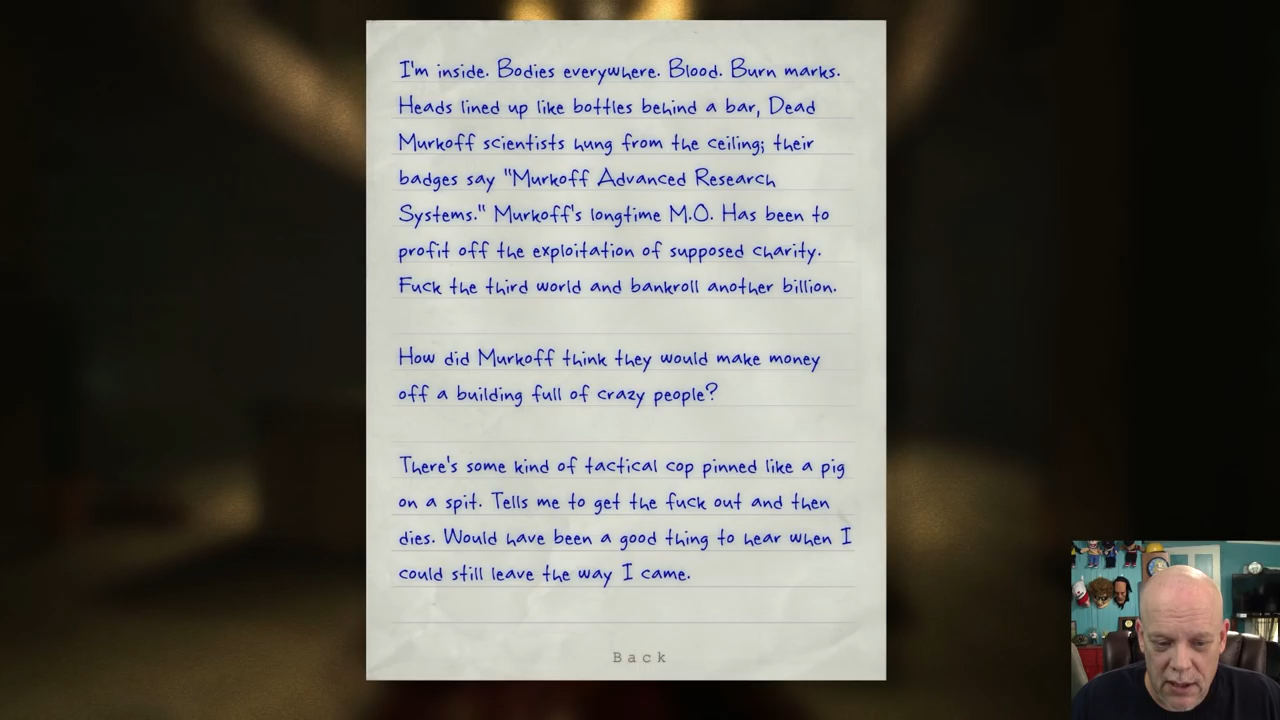 I'm inside. Bodies everywhere. Blood. Burn marks.
Heads lined up like bottles behind a bar, Dead
Murkoff scientists hung from the ceiling; their
badges say "Murkoff Advanced Research
Systems." Murkoff's longtime M.O. Has been to
profit off the exploitation of supposed charity.
Fuck the third world and bankroll another billion.
How did Murkoff think they would make money
off a building full of crazy people?
There's some kind of tactical cop pinned like a pig
on a spit. Tells me to get the fuck out and then
dies. Would have been a good thing to hear when I
could still leave the way I came.
Back